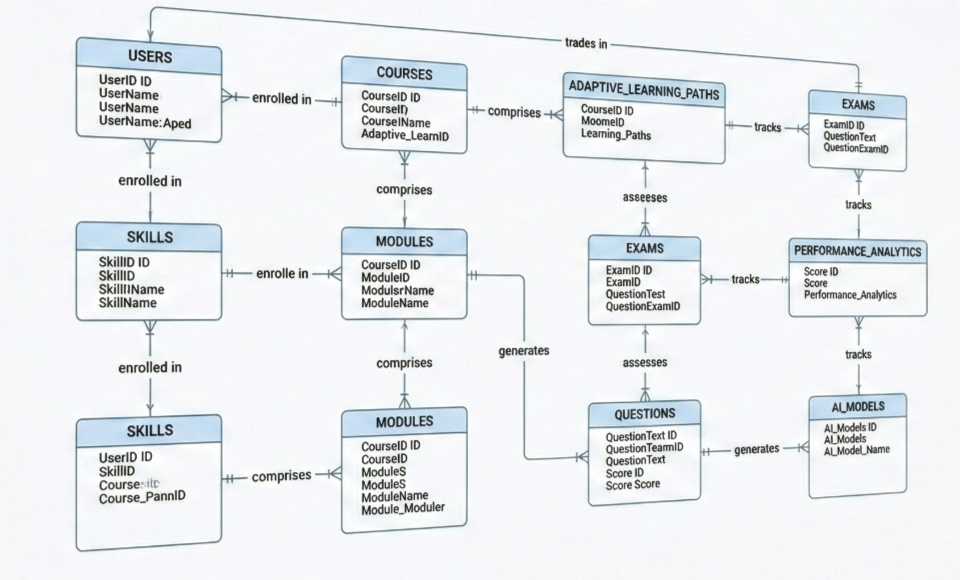 trades in
USERS
UserID ID
UserName
UserName
UserName:Aped
enrolled in
COURSES
CourseID ID
CourseIName
Adaptive_LearnID
comprises
ADAPTIVE_LEARNING_PATHS
CourseID ID
MoomeID
Learning_Paths
tracks
EXAMS
ExamID ID
QuestionText
QuestionExamID
enrolled in
comprises
asseeses
tracks
SKILLS
SkillID ID
SkillID
SkillIIName
SkillName
enrolle in
MODULES
CourseID ID
ModuleID
ModulsrName
ModuleName
EXAMS
ExamID ID
ExamID
QuestionTest
QuestionExamID
tracks
PERFORMANCE_ANALYTICS
Score ID
Score
Performance_Analytics
enrolled in
comprises
generates
assesses
tracks
SKILLS
UserID ID
SkillID
Course_PannID
comprises
MODULES
CourseID ID
CourseID
ModuleS
ModuleS
ModuleName
Module_Moduler
QUESTIONS
QuestionText ID
QuestionTeamID
QuestionText
Score ID
Score Score
generates
AI_MODELS
AI_Models ID
AI_Models
AI_Model_Name